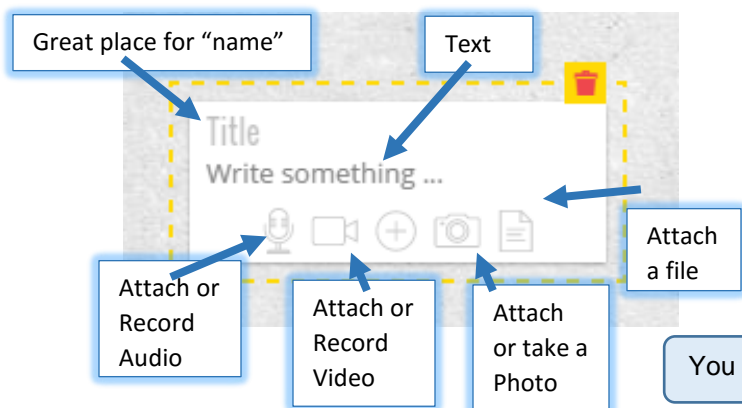 Great place for “name”
Text
Title
Write something ...
Attach
a file
Attach or
Record
Audio
Attach or
Record
Video
Attach
or take a
Photo
You